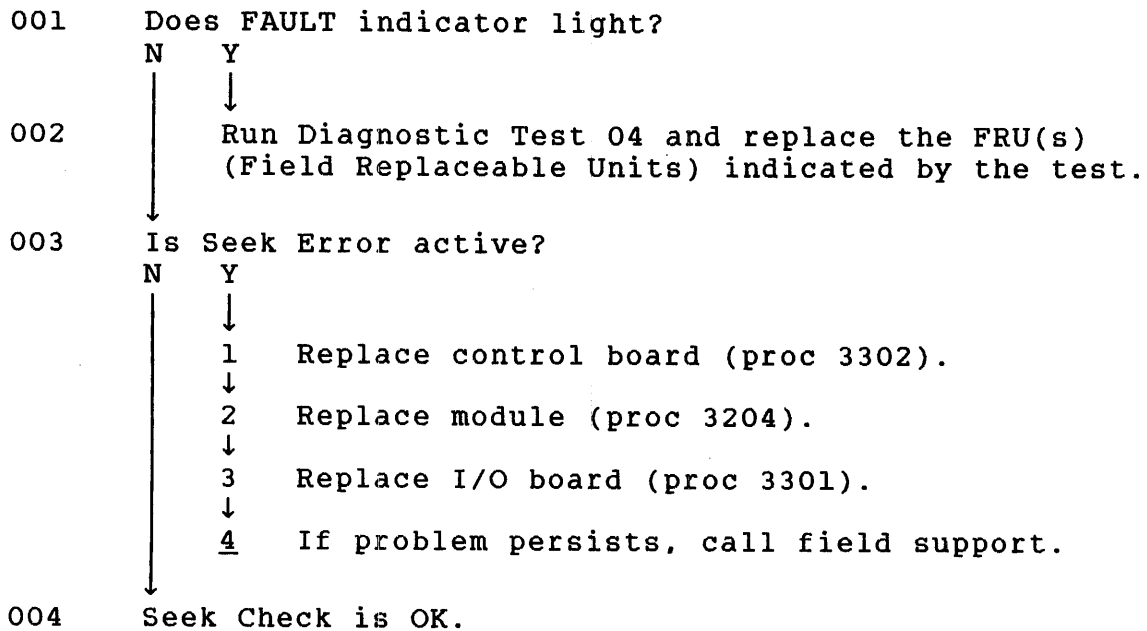 001 Does FAULT indicator light?
N Y
002 Run Diagnostic Test 04 and replace the FRU(s)
(Field Replaceable Units) indicated by the test.
003 Is Seek Error active?
N Y
1 Replace control board (proc 3302).
2 Replace module (proc 3204).
3 Replace I/O board (proc 3301).
4 If problem persists, call field support.
004 Seek Check is OK.